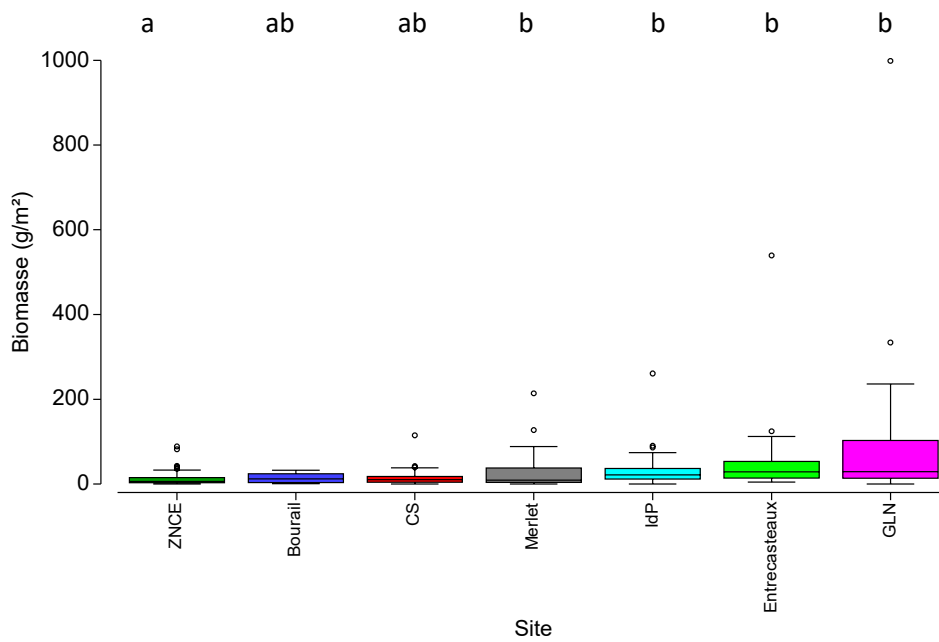 a ab ab b b b b
1000
800
600
400
200
0
Biomasse (g/m²)
ZNCE
Bourail
CS
Merlet
IdP
Entrecasteaux
GLN
Site